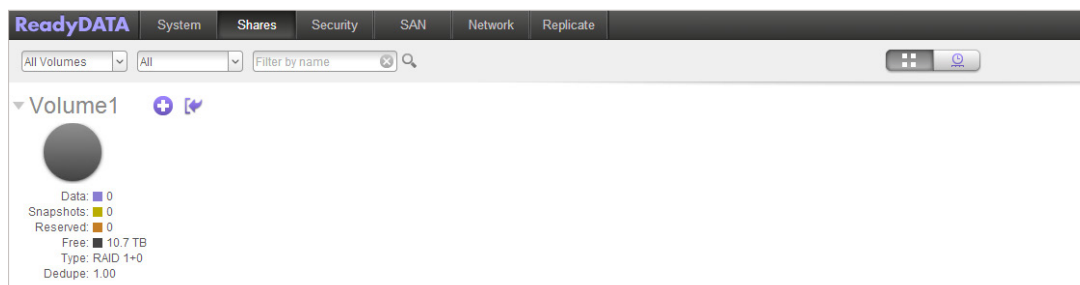 ReadyDATA System Shares Security SAN Network Replicate
All Volumes All Filter by name
Volume1
Data: 0
Snapshots: 0
Reserved: 0
Free: 10.7 TB
Type: RAID 1+0
Dedupe: 1.00